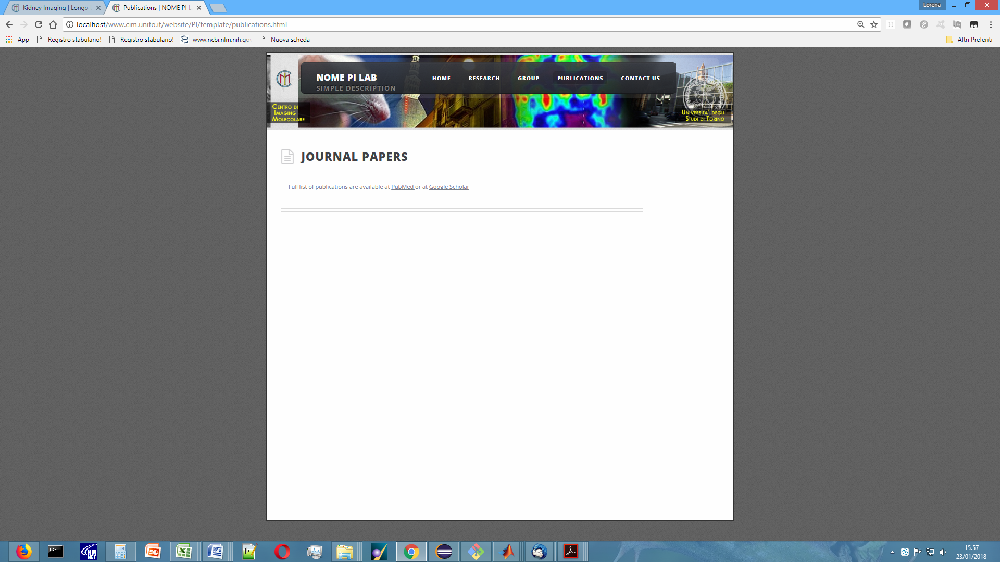 Kidney Imaging | Longo
Publications | NOME PI L
Lorena
localhost/www.cim.unito.it/website/PI/template/publications.html
App
Registro stabulario!
Registro stabulario!
www.ncbi.nlm.nih.gov
Nuova scheda
Altri Preferiti
NOME PI LAB
SIMPLE DESCRIPTION
HOME
RESEARCH
GROUP
PUBLICATIONS
CONTACT US
CENTRO DI
IMAGING
MOLECOLARE
UNIVERSITA' DEGLI
STUDI DI TORINO
JOURNAL PAPERS
Full list of publications are available at PubMed or at Google Scholar
KM
NET
15.57
23/01/2018